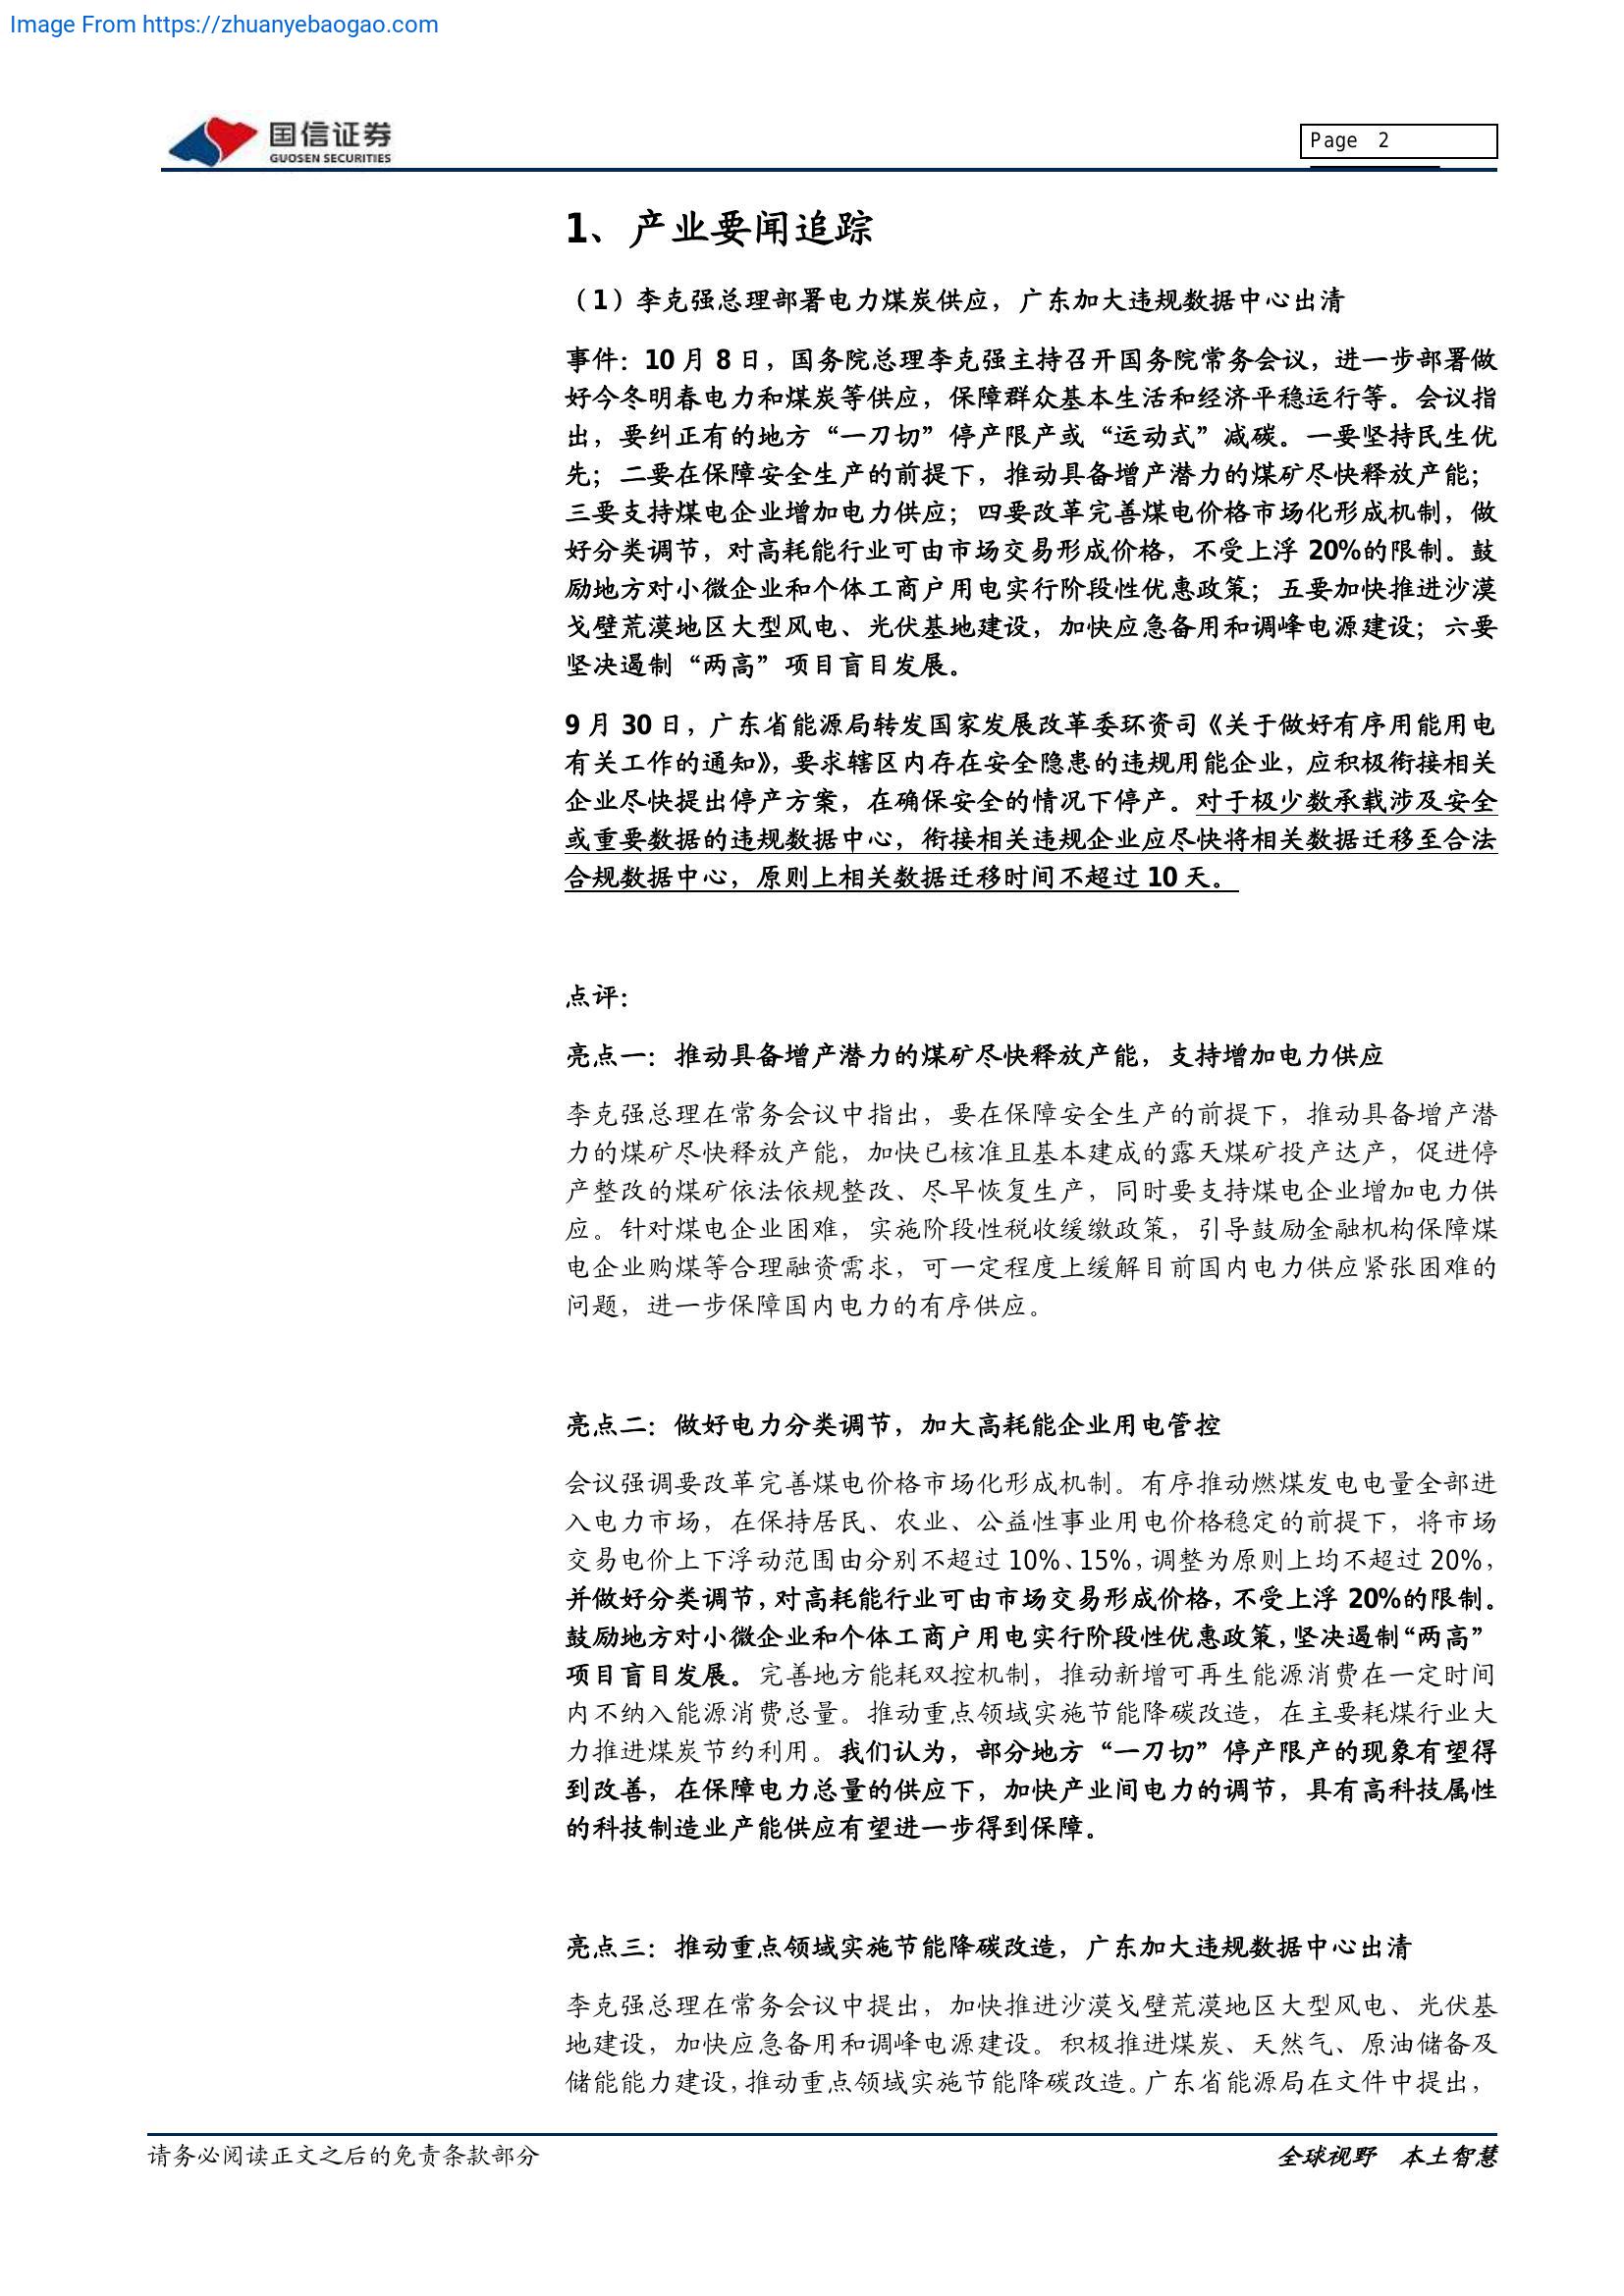 Image From https://zhuanyebaogao.com
国信证券
GUOSEN SECURITIES
Page 2
1、产业要闻追踪
（1）李克强总理部署电力煤炭供应，广东加大违规数据中心出清
事件：10 月 8 日，国务院总理李克强主持召开国务院常务会议，进一步部署做
好今冬明春电力和煤炭等供应，保障群众基本生活和经济平稳运行等。会议指
出，要纠正有的地方“一刀切”停产限产或“运动式”减碳。一要坚持民生优
先；二要在保障安全生产的前提下，推动具备增产潜力的煤矿尽快释放产能；
三要支持煤电企业增加电力供应；四要改革完善煤电价格市场化形成机制，做
好分类调节，对高耗能行业可由市场交易形成价格，不受上浮 20%的限制。鼓
励地方对小微企业和个体工商户用电实行阶段性优惠政策；五要加快推进沙漠
戈壁荒漠地区大型风电、光伏基地建设，加快应急备用和调峰电源建设；六要
坚决遏制“两高”项目盲目发展。
9 月 30 日，广东省能源局转发国家发展改革委环资司《关于做好有序用能用电
有关工作的通知》，要求辖区内存在安全隐患的违规用能企业，应积极衔接相关
企业尽快提出停产方案，在确保安全的情况下停产。对于极少数承载涉及安全
或重要数据的违规数据中心，衔接相关违规企业应尽快将相关数据迁移至合法
合规数据中心，原则上相关数据迁移时间不超过 10 天。
点评：
亮点一：推动具备增产潜力的煤矿尽快释放产能，支持增加电力供应
李克强总理在常务会议中指出，要在保障安全生产的前提下，推动具备增产潜
力的煤矿尽快释放产能，加快已核准且基本建成的露天煤矿投产达产，促进停
产整改的煤矿依法依规整改、尽早恢复生产，同时要支持煤电企业增加电力供
应。针对煤电企业困难，实施阶段性税收缓缴政策，引导鼓励金融机构保障煤
电企业购煤等合理融资需求，可一定程度上缓解目前国内电力供应紧张困难的
问题，进一步保障国内电力的有序供应。
亮点二：做好电力分类调节，加大高耗能企业用电管控
会议强调要改革完善煤电价格市场化形成机制。有序推动燃煤发电电量全部进
入电力市场，在保持居民、农业、公益性事业用电价格稳定的前提下，将市场
交易电价上下浮动范围由分别不超过 10%、15%，调整为原则上均不超过 20%，
并做好分类调节，对高耗能行业可由市场交易形成价格，不受上浮 20%的限制。
鼓励地方对小微企业和个体工商户用电实行阶段性优惠政策，坚决遏制“两高”
项目盲目发展。完善地方能耗双控机制，推动新增可再生能源消费在一定时间
内不纳入能源消费总量。推动重点领域实施节能降碳改造，在主要耗煤行业大
力推进煤炭节约利用。我们认为，部分地方“一刀切”停产限产的现象有望得
到改善，在保障电力总量的供应下，加快产业间电力的调节，具有高科技属性
的科技制造业产能供应有望进一步得到保障。
亮点三：推动重点领域实施节能降碳改造，广东加大违规数据中心出清
李克强总理在常务会议中提出，加快推进沙漠戈壁荒漠地区大型风电、光伏基
地建设，加快应急备用和调峰电源建设。积极推进煤炭、天然气、原油储备及
储能能力建设，推动重点领域实施节能降碳改造。广东省能源局在文件中提出，
请务必阅读正文之后的免责条款部分
全球视野 本土智慧